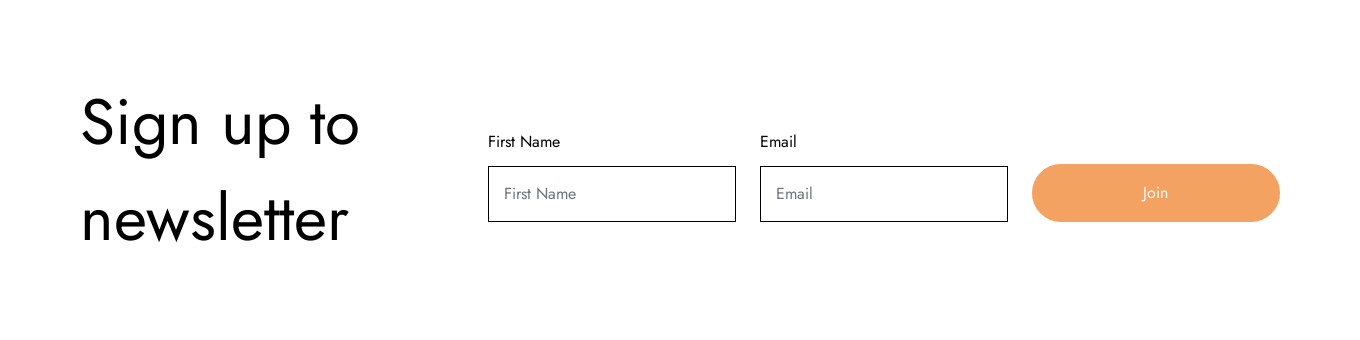 Sign up to
newsletter
First Name
Email
First Name
Email
Join